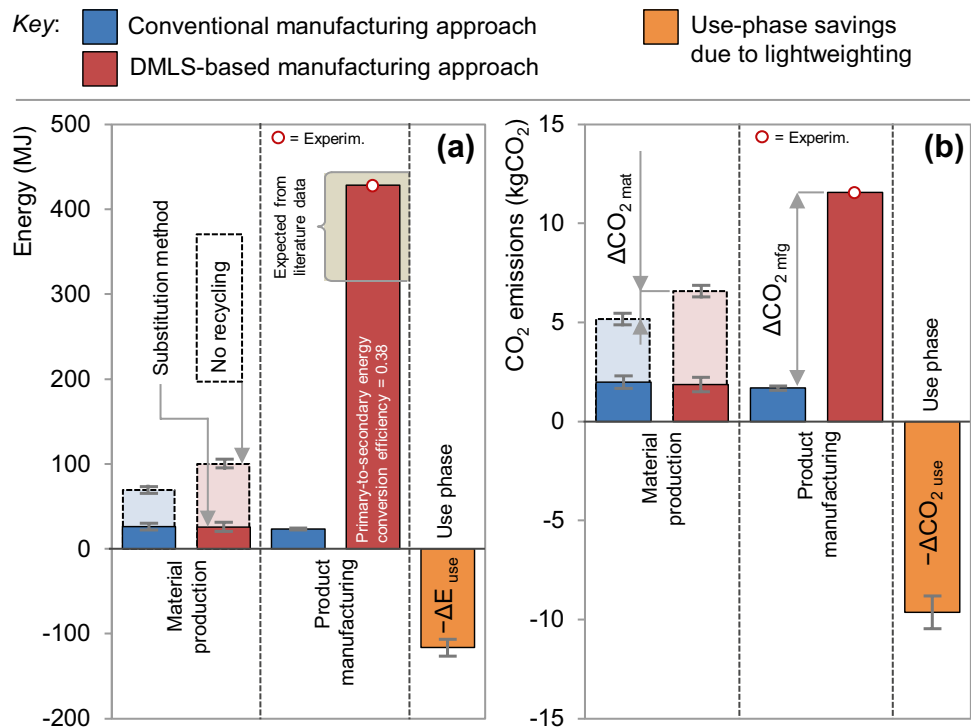 Key:
Conventional manufacturing approach
DMLS-based manufacturing approach
Use-phase savings
due to lightweighting
Energy (MJ)
500
400
300
200
100
0
-100
-200
(a)
= Experim.
Substitution method
No recycling
Expected from
literature data
Primary-to-secondary energy
conversion efficiency = 0.38
Use phase
Material
production
Product
manufacturing
−ΔE use
CO2 emissions (kgCO2)
15
10
5
0
-5
-10
-15
(b)
= Experim.
ΔCO2 mat
ΔCO2 mfg
Use phase
Material
production
Product
manufacturing
−ΔCO2 use